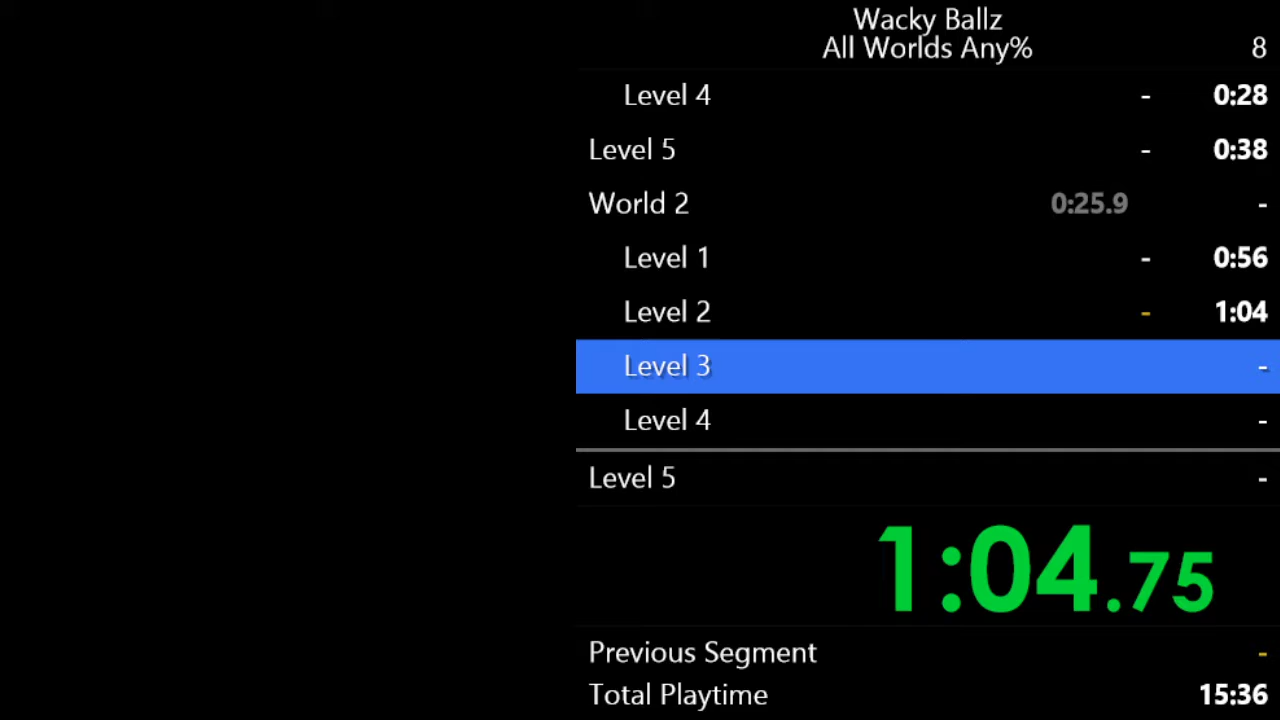 Wacky Ballz
All Worlds Any% 8
Level 4 - 0:28
Level 5 - 0:38
World 2 0:25.9 -
Level 1 - 0:56
Level 2 - 1:04
Level 3 -
Level 4 -
Level 5 -
1:04.75
Previous Segment -
Total Playtime 15:36